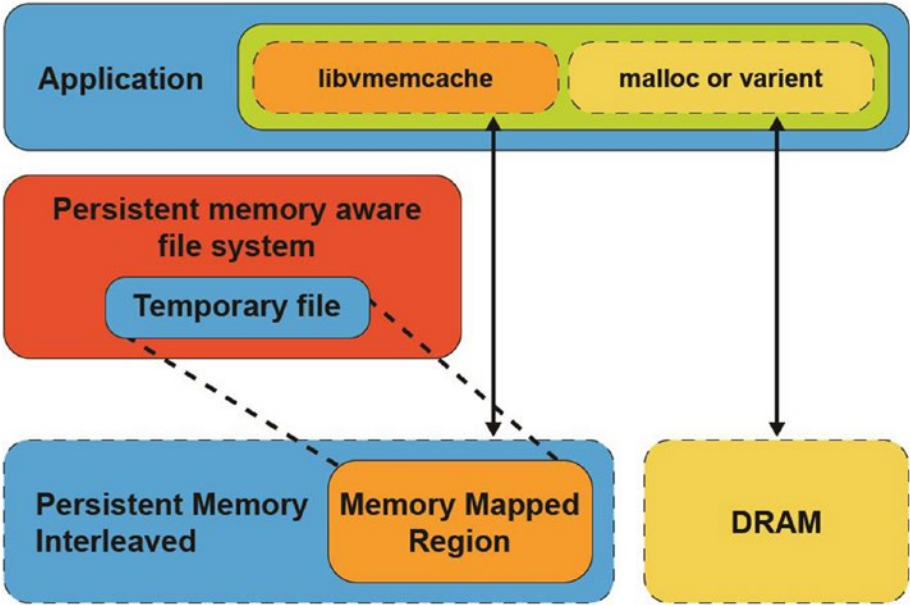 Application
libvmemcache
malloc or varient
Persistent memory aware
file system
Temporary file
Persistent Memory
Interleaved
Memory Mapped
Region
DRAM